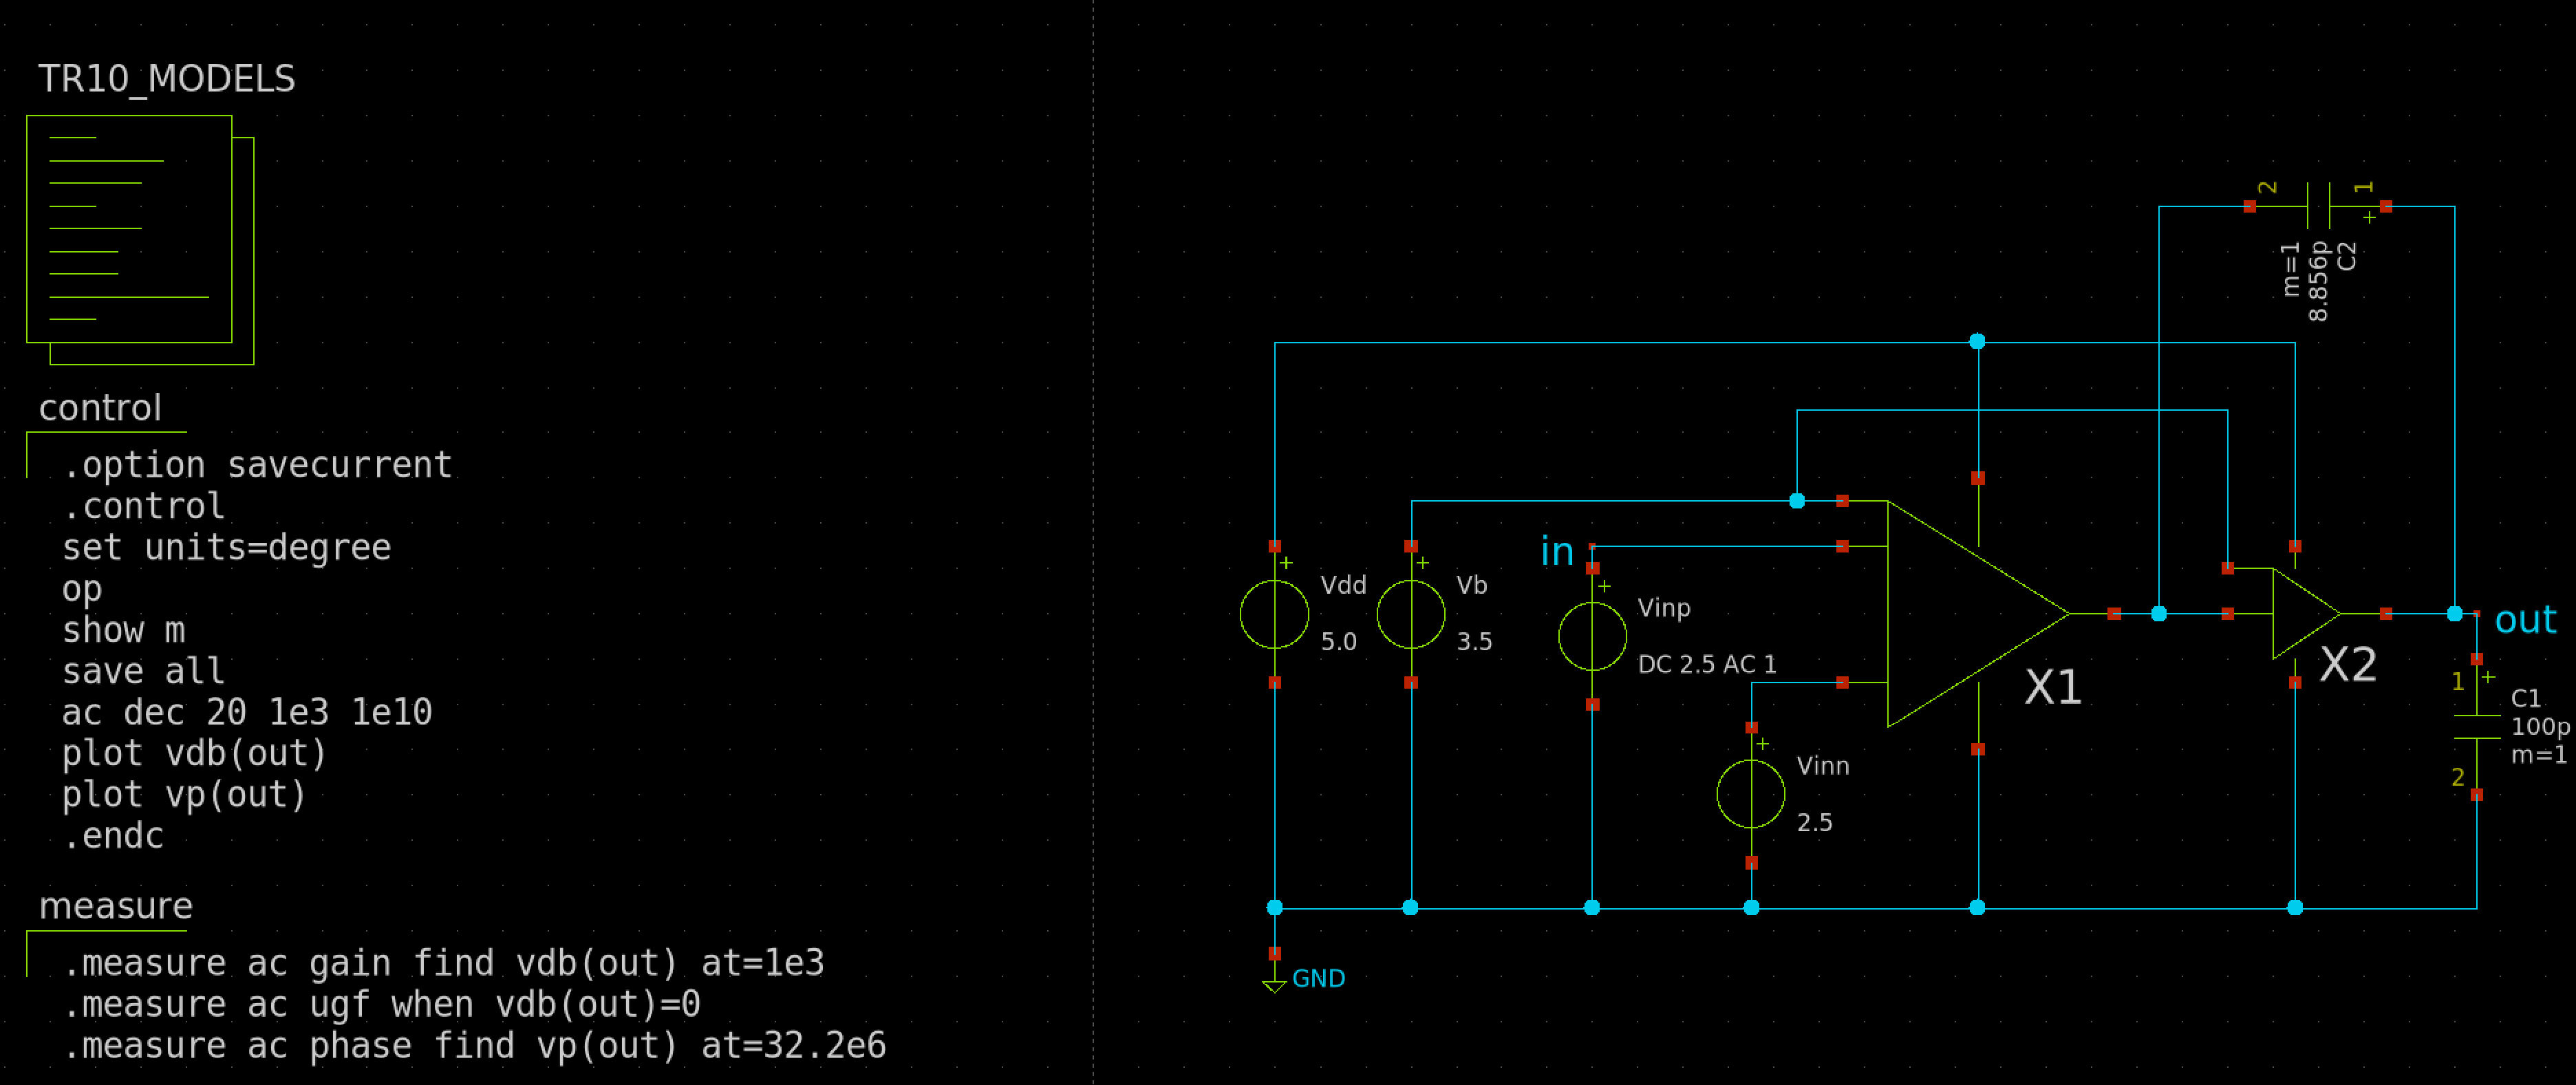 TR10_MODELS
control
.option savecurrent
.control
set units=degree
op
show m
save all
ac dec 20 1e3 1e10
plot vdb(out)
plot vp(out)
.endc
measure
.measure ac gain find vdb(out) at=1e3
.measure ac ugf when vdb(out)=0
.measure ac phase find vp(out) at=32.2e6
2
1
+
m=1
8.856p
C2
in
+
Vdd
5.0
+
Vb
3.5
+
Vinp
DC 2.5 AC 1
+
Vinn
2.5
X1
X2
out
1
+
C1
100p
m=1
2
GND